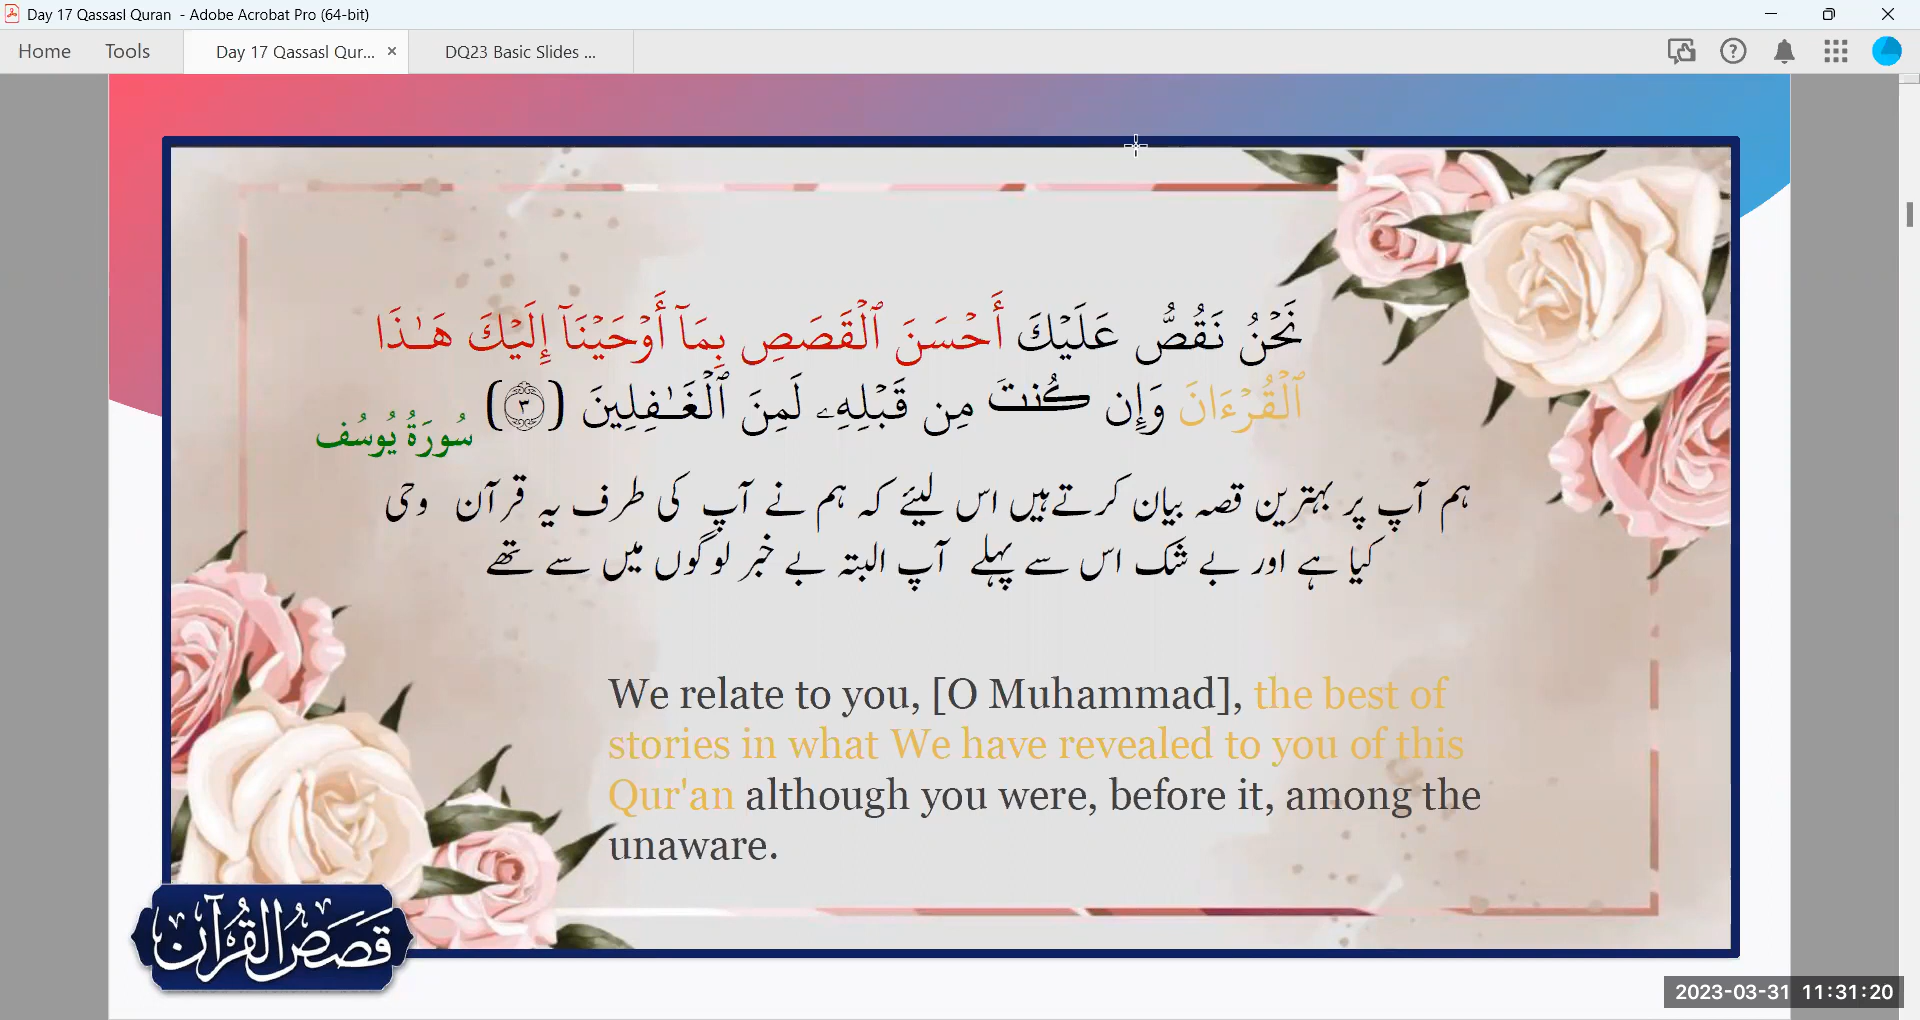 Day 17 Qassasl Quran - Adobe Acrobat Pro (64-bit)
Home Tools Day 17 Qassasl Qur... × DQ23 Basic Slides ...
نَحۡنُ نَقُصُّ عَلَيۡكَ أَحۡسَنَ ٱلۡقَصَصِ بِمَآ أَوۡحَيۡنَآ إِلَيۡكَ هَـٰذَا
ٱلۡقُرۡءَانَ وَإِن ڪُنتَ مِن قَبۡلِهِۦ لَمِنَ ٱلۡغَـٰفِلِينَ (٣)
سُورَةُ یُوسُف
ہم آپ پر بہترین قصہ بیان کرتےہیں اس لیئے کہ ہم نے آپ کی طرف یہ قرآن وحی
کیا ہے اور بے شک اس سے پہلے آپ البتہ بے خبر لوگوں میں سے تھے
We relate to you, [O Muhammad], the best of
stories in what We have revealed to you of this
Qur'an although you were, before it, among the
unaware.
قَصَصُ القُرآن
2023-03-31 11:31:20